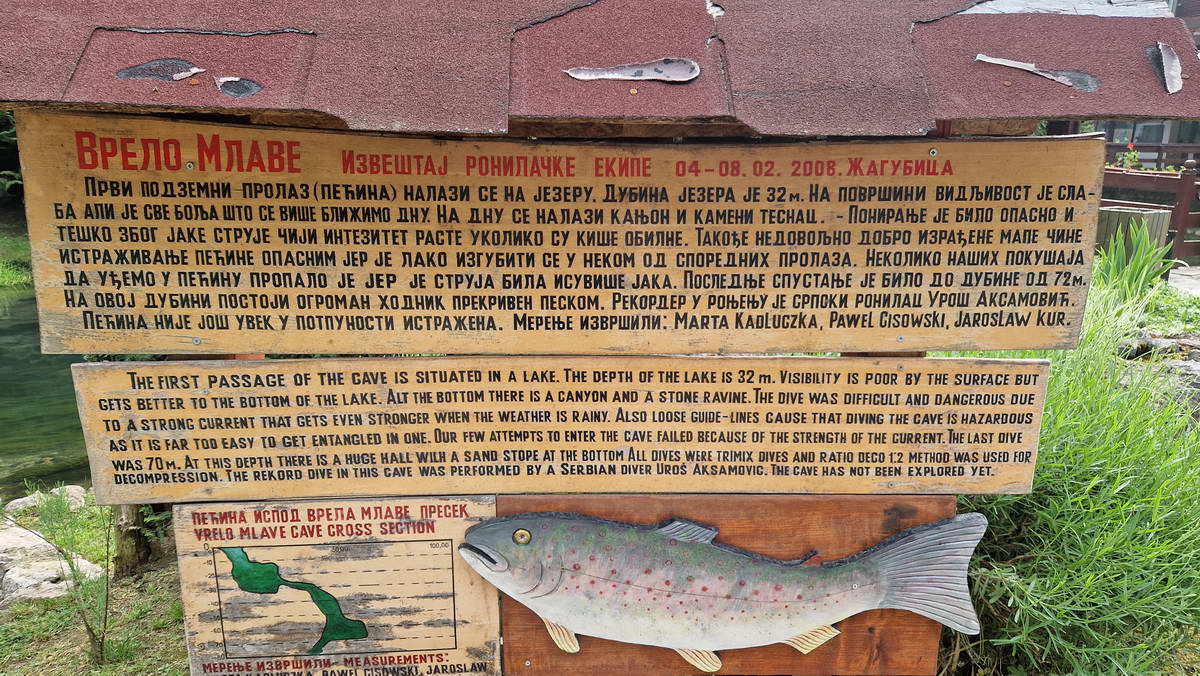 ВРЕЛО МЛАВЕ ИЗВЕШТАЈ РОНИЛАЧКЕ ЕКИПЕ 04-08. 02. 2008. ЖАГУБИЦА
ПРВИ ПОДЗЕМНИ ПРОЛАЗ (ПЕЋИНА) НАЛАЗИ СЕ НА ЈЕЗЕРУ. ДУБИНА ЈЕЗЕРА ЈЕ 32 м. НА ПОВРШИНИ ВИДЉИВОСТ ЈЕ СЛА-
БА АЛИ ЈЕ СВЕ БОЉА ШТО СЕ ВИШЕ БЛИЖИМО ДНУ. НА ДНУ СЕ НАЛАЗИ КАЊОН И КАМЕНИ ТЕСНАЦ. - ПОНИРАЊЕ ЈЕ БИЛО ОПАСНО И
ТЕШКО ЗБОГ ЈАКЕ СТРУЈЕ ЧИЈИ ИНТЕЗИТЕТ РАСТЕ УКОЛИКО СУ КИШЕ ОБИЛНЕ. ТАКОЂЕ НЕДОВОЉНО ДОБРО ИЗРАЂЕНЕ МАПЕ ЧИНЕ
ИСТРАЖИВАЊЕ ПЕЋИНЕ ОПАСНИМ ЈЕР ЈЕ ЛАКО ИЗГУБИТИ СЕ У НЕКОМ ОД СПОРЕДНИХ ПРОЛАЗА. НЕКОЛИКО НАШИХ ПОКУШАЈА
ДА УЂЕМО У ПЕЋИНУ ПРОПАЛО ЈЕ ЈЕР ЈЕ СТРУЈА БИЛА ИСУВИШЕ ЈАКА. ПОСЛЕДЊЕ СПУСТАЊЕ ЈЕ БИЛО ДО ДУБИНЕ ОД 72м.
НА ОВОЈ ДУБИНИ ПОСТОЈИ ОГРОМАН ХОДНИК ПРЕКРИВЕН ПЕСКОМ. РЕКОРДЕР У РОЊЕЊУ ЈЕ СРПСКИ РОНИЛАЦ УРОШ АКСАМОВИЋ.
ПЕЋИНА НИЈЕ ЈОШ УВЕК У ПОТПУНОСТИ ИСТРАЖЕНА. МЕРЕЊЕ ИЗВРШИЛИ: MARTA KADLUCZKA, PAWEL CISOWSKI, JAROSLAW KUR.
THE FIRST PASSAGE OF THE CAVE IS SITUATED IN A LAKE. THE DEPTH OF THE LAKE IS 32 m. VISIBILITY IS POOR BY THE SURFACE BUT
GETS BETTER TO THE BOTTOM OF THE LAKE. ALT THE BOTTOM THERE IS A CANYON AND A STONE RAVINE. THE DIVE WAS DIFFICULT AND DANGEROUS DUE
TO A STRONG CURRENT THAT GETS EVEN STRONGER WHEN THE WEATHER IS RAINY. ALSO LOOSE GUIDE-LINES CAUSE THAT DIVING THE CAVE IS HAZARDOUS
AS IT IS FAR TOO EASY TO GET ENTANGLED IN ONE. OUR FEW ATTEMPTS TO ENTER THE CAVE FAILED BECAUSE OF THE STRENGTH OF THE CURRENT. THE LAST DIVE
WAS 70 M. AT THIS DEPTH THERE IS A HUGE HALL WILH A SAND STOPE AT THE BOTTOM ALL DIVES WERE TRIMIX DIVES AND RATIO DECO 1:2 METHOD WAS USED FOR
DECOMPRESSION. THE REKORD DIVE IN THIS CAVE WAS PERFORMED BY A SERBIAN DIVER UROŠ AKSAMOVIC. THE CAVE HAS NOT BEEN EXPLORED YET.
ПЕЋИНА ИСПОД ВРЕЛА МЛАВЕ ПРЕСЕК
VRELO MLAVE CAVE CROSS SECTION
0 50,00 100,00
МЕРЕЊЕ ИЗВРШИЛИ- MEASUREMENTS:
KADLUCZKA, PAWEL CISOWSKI, JAROSLAW